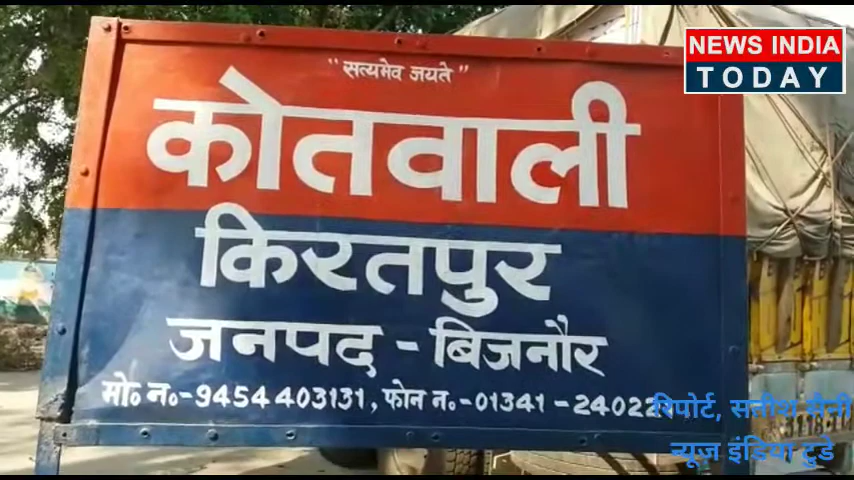 NEWS INDIA
TODAY
"सत्यमेव जयते"
कोतवाली
किरतपुर
जनपद - बिजनौर
मो० न०-9454403131, फोन न०-01341-24022
रिपोर्ट, सतीश सैनी
न्यूज इंडिया टुडे